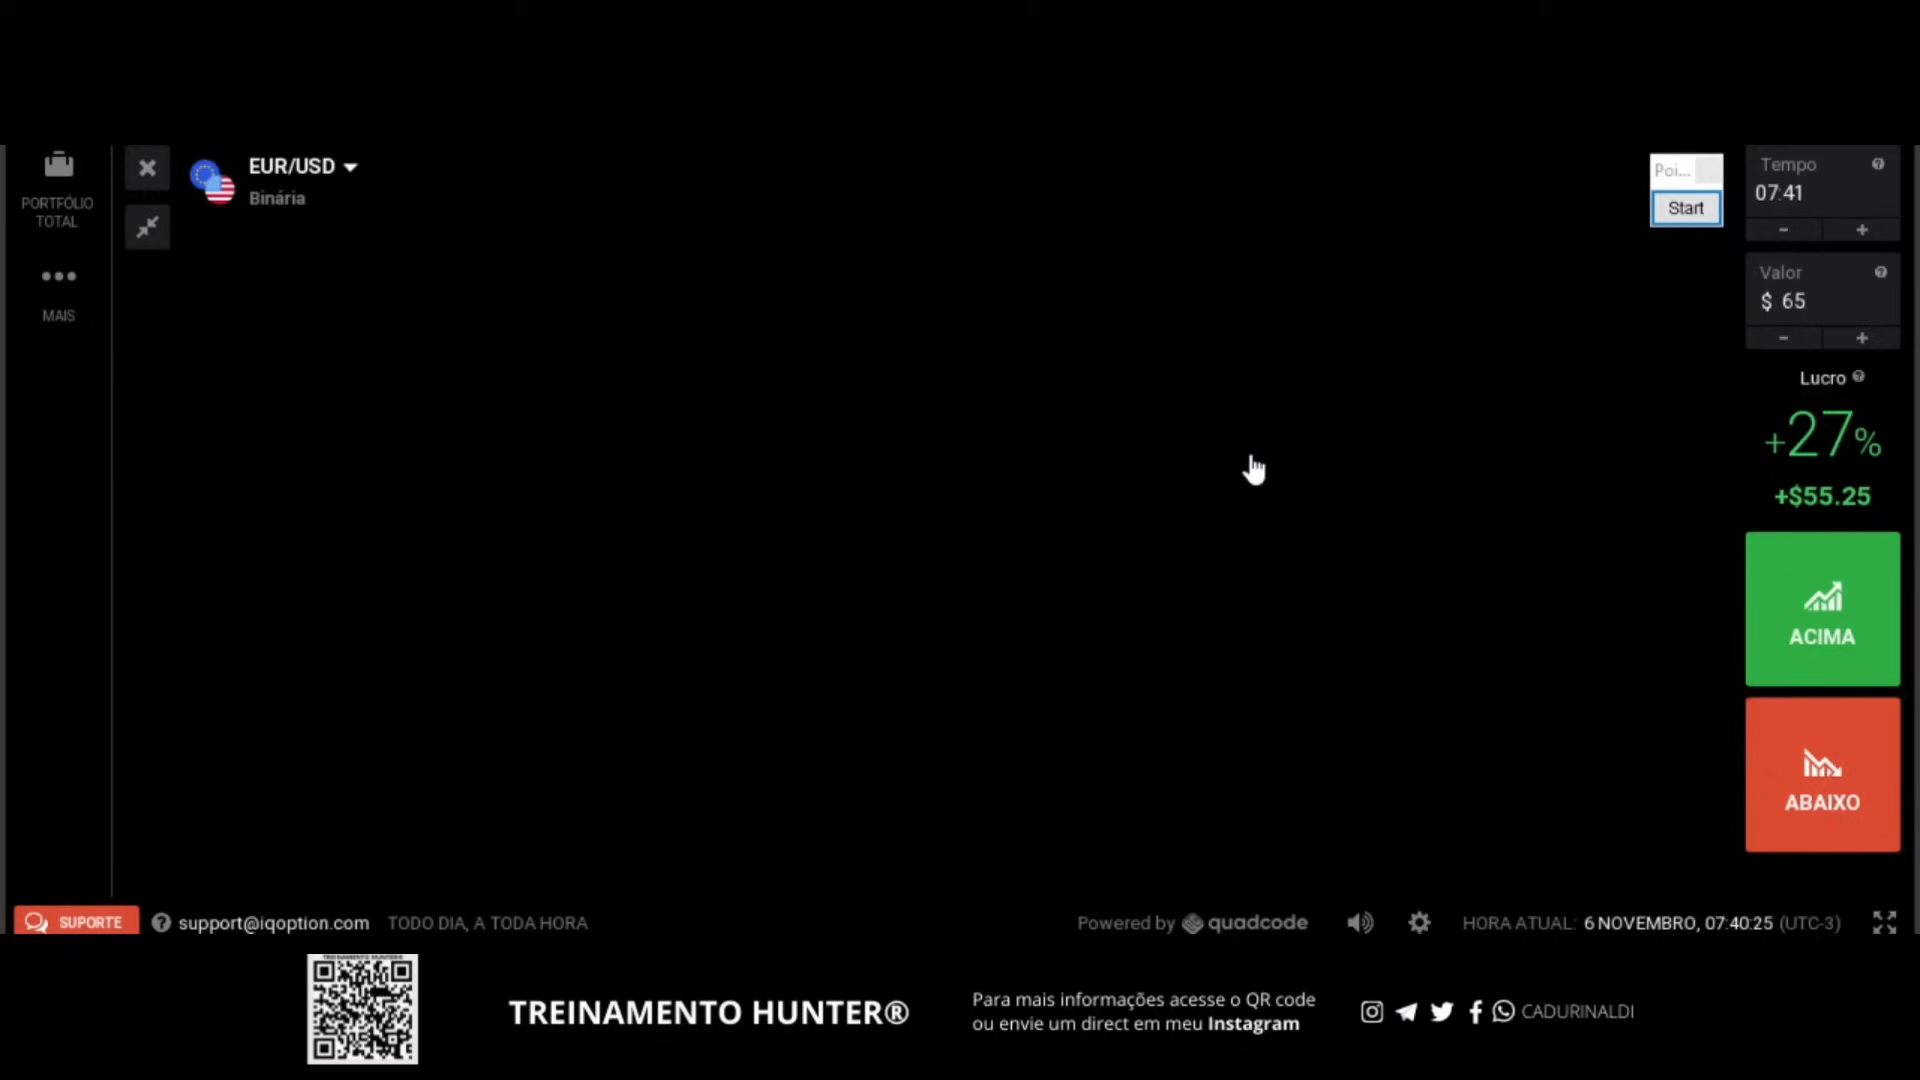 PORTFÓLIO
TOTAL
MAIS
EUR/USD
Binária
Poi...
Start
Tempo
07:41
Valor
$ 65
Lucro
+27%
+$55.25
ACIMA
ABAIXO
SUPORTE
support@iqoption.com TODO DIA, A TODA HORA
Powered by quadcode
HORA ATUAL: 6 NOVEMBRO, 07:40:25 (UTC-3)
TREINAMENTO HUNTER®
TREINAMENTO HUNTER®
Para mais informações acesse o QR code
ou envie um direct em meu Instagram
CADURINALDI